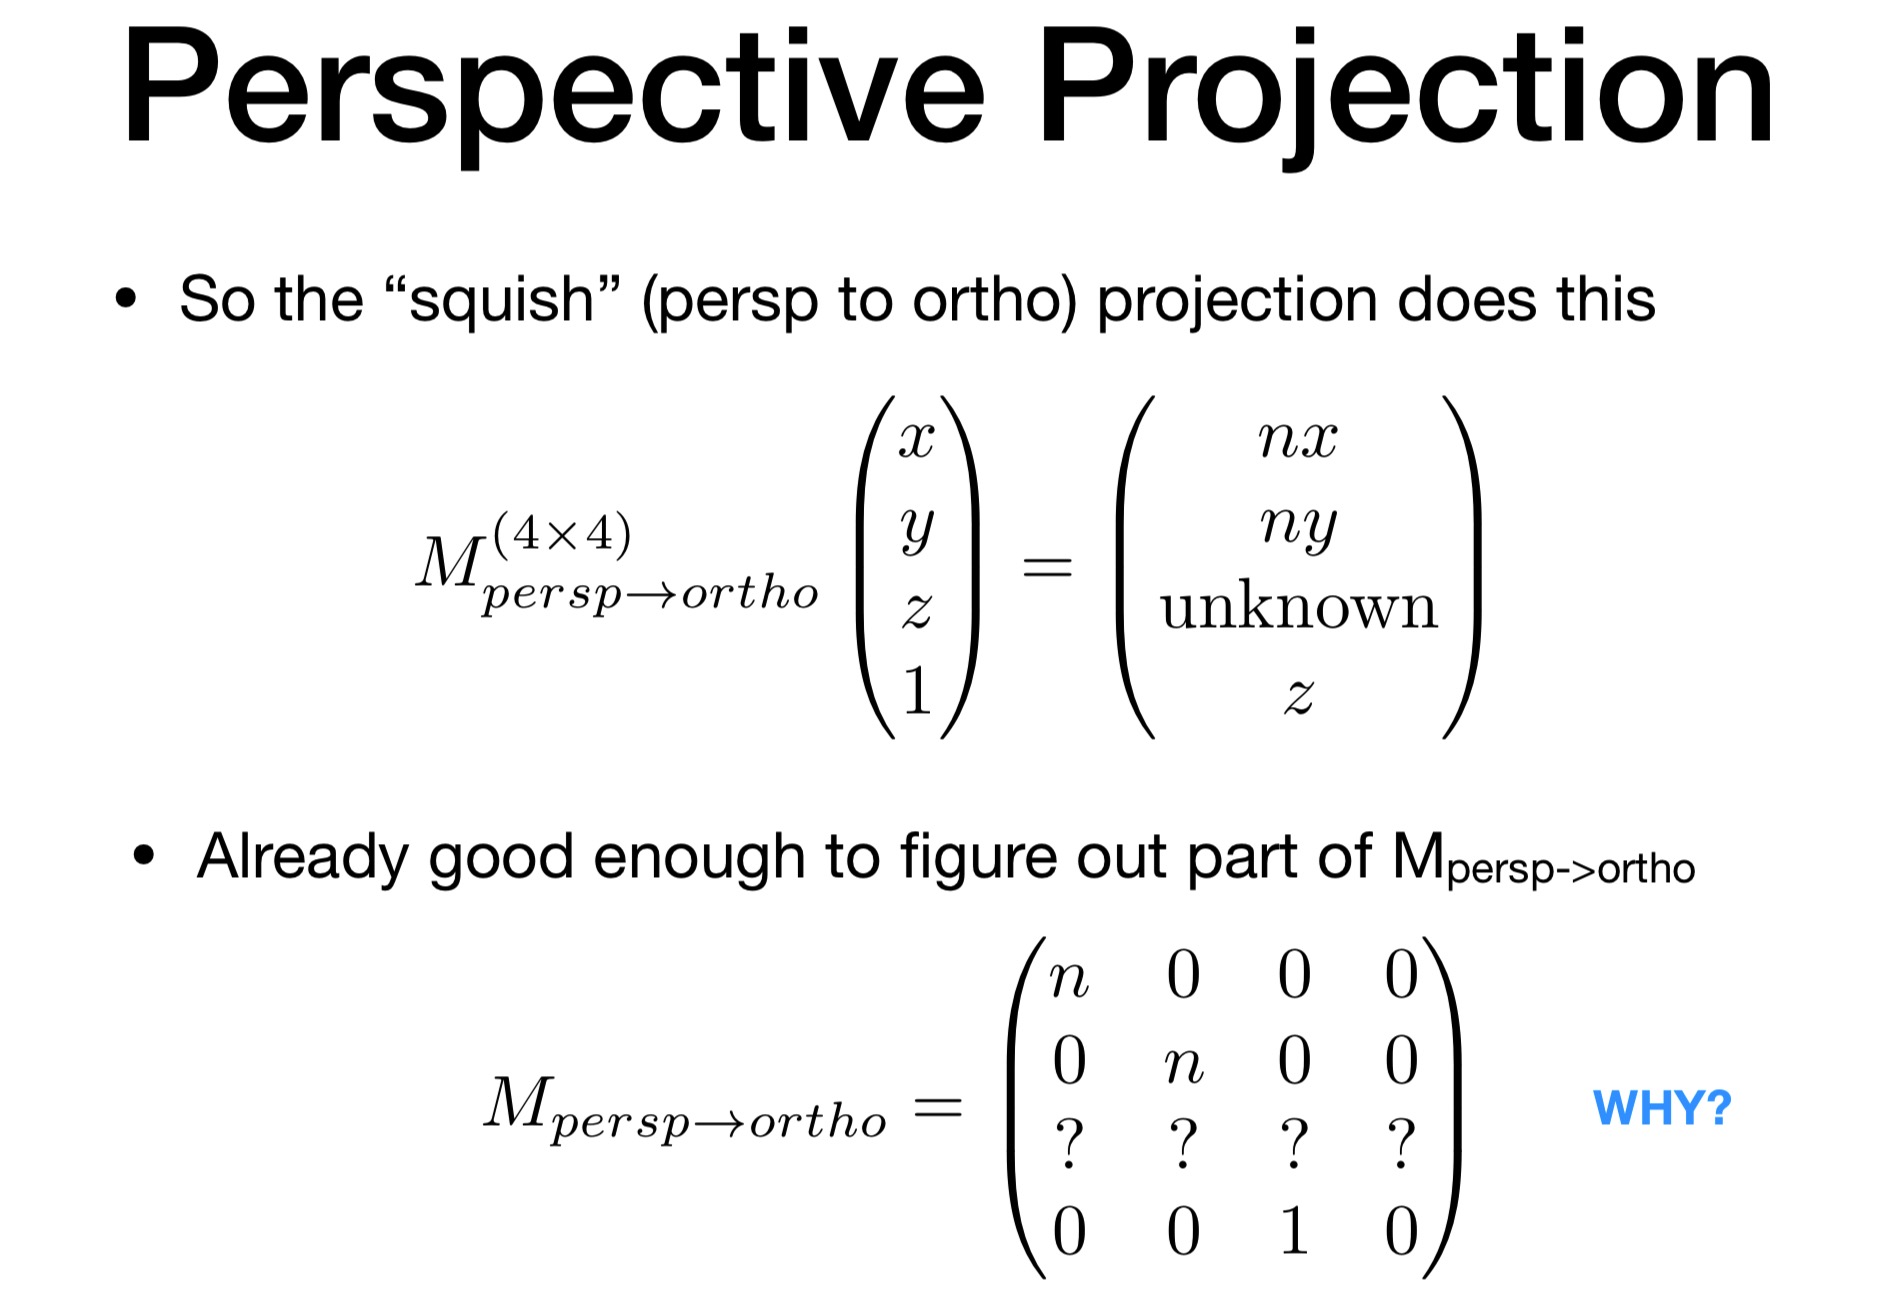 Perspective Projection
• So the “squish” (persp to ortho) projection does this
$M_{persp \to ortho}^{(4 \times 4)} \begin{pmatrix} x \\ y \\ z \\ 1 \end{pmatrix} = \begin{pmatrix} nx \\ ny \\ \text{unknown} \\ z \end{pmatrix}$
• Already good enough to figure out part of M_{persp->ortho}
$M_{persp \to ortho} = \begin{pmatrix} n & 0 & 0 & 0 \\ 0 & n & 0 & 0 \\ ? & ? & ? & ? \\ 0 & 0 & 1 & 0 \end{pmatrix}$ WHY?